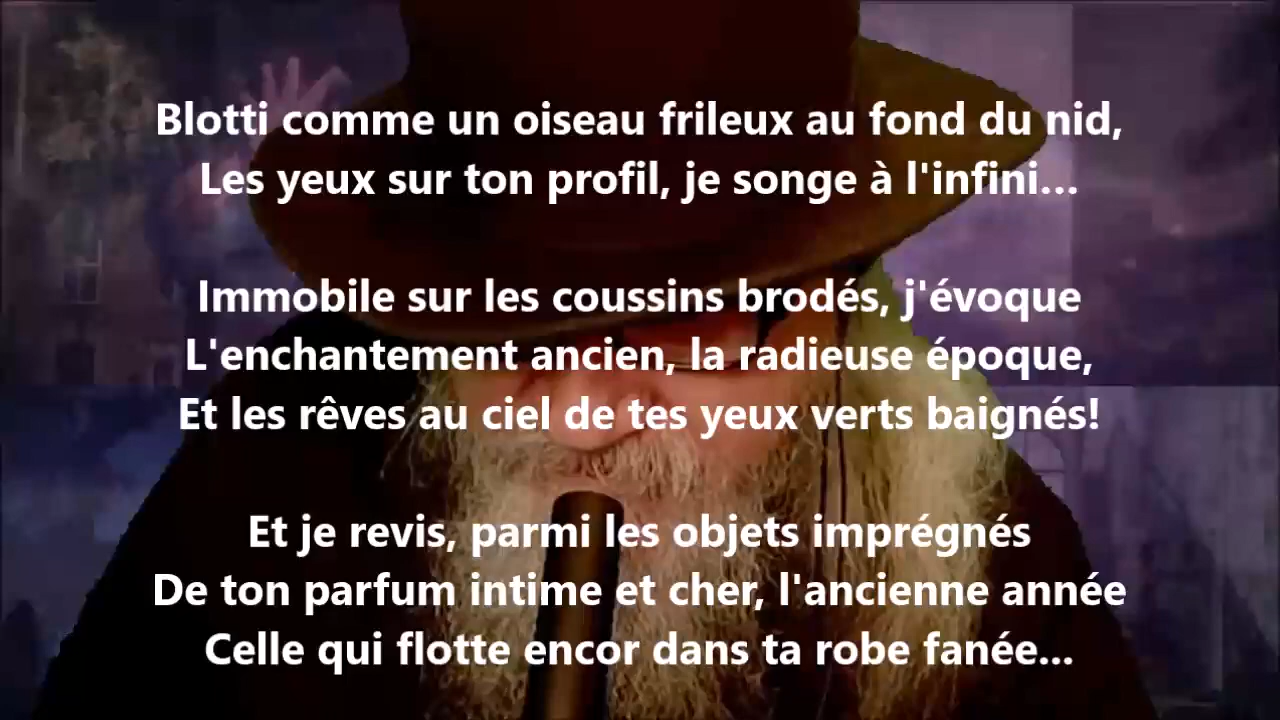 Blotti comme un oiseau frileux au fond du nid,
Les yeux sur ton profil, je songe à l'infini...
Immobile sur les coussins brodés, j'évoque
L'enchantement ancien, la radieuse époque,
Et les rêves au ciel de tes yeux verts baignés!
Et je revis, parmi les objets imprégnés
De ton parfum intime et cher, l'ancienne année
Celle qui flotte encor dans ta robe fanée...